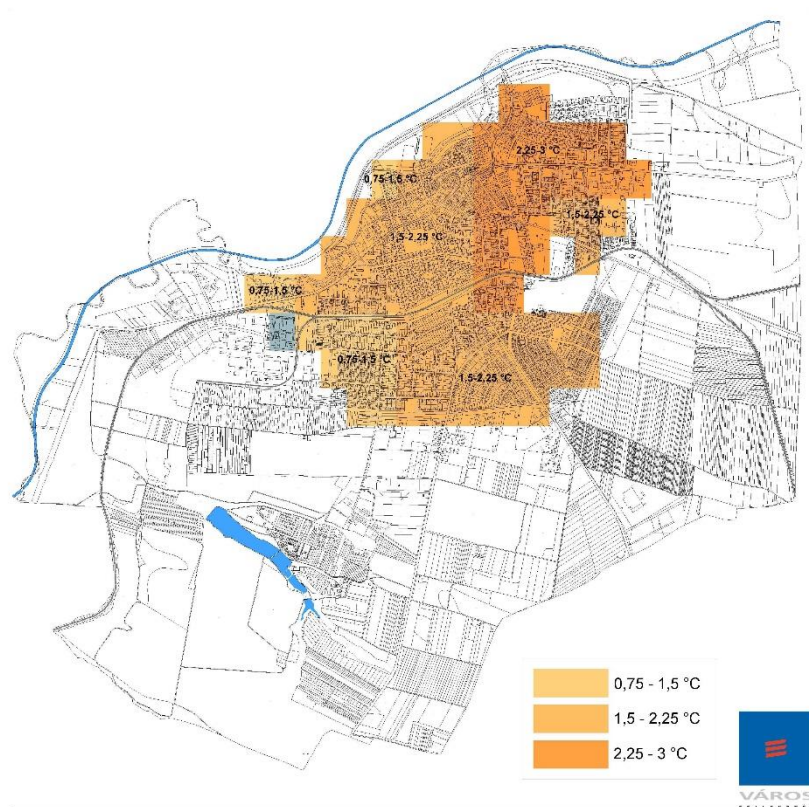 2,25-3 °C
0,75-1,5 °C
1,5-2,25 °C
1,5-2,25 °C
0,75-1,5 °C
0,75-1,5 °C
1,5-2,25 °C
0,75 - 1,5 °C
1,5 - 2,25 °C
2,25 - 3 °C
VÁROS